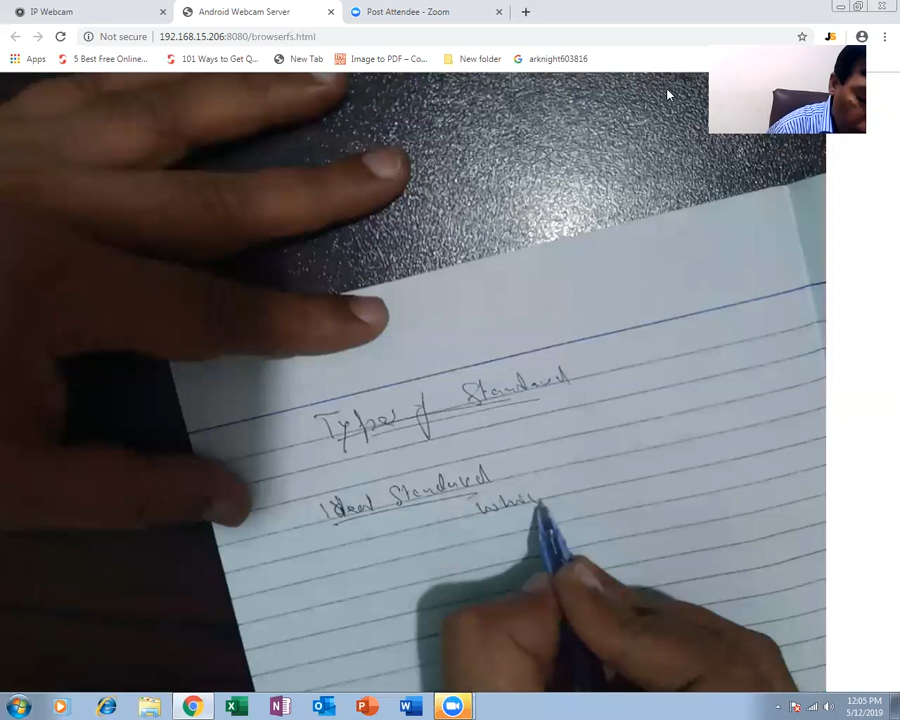 IP Webcam
Android Webcam Server
Post Attendee - Zoom
Not secure
192.168.15.206:8080/browserfs.html
Apps
5 Best Free Online...
101 Ways to Get Q...
New Tab
Image to PDF – Co...
New folder
arknight603816
Types of Standard
Ideal Standard
which
12:05 PM
5/12/2019